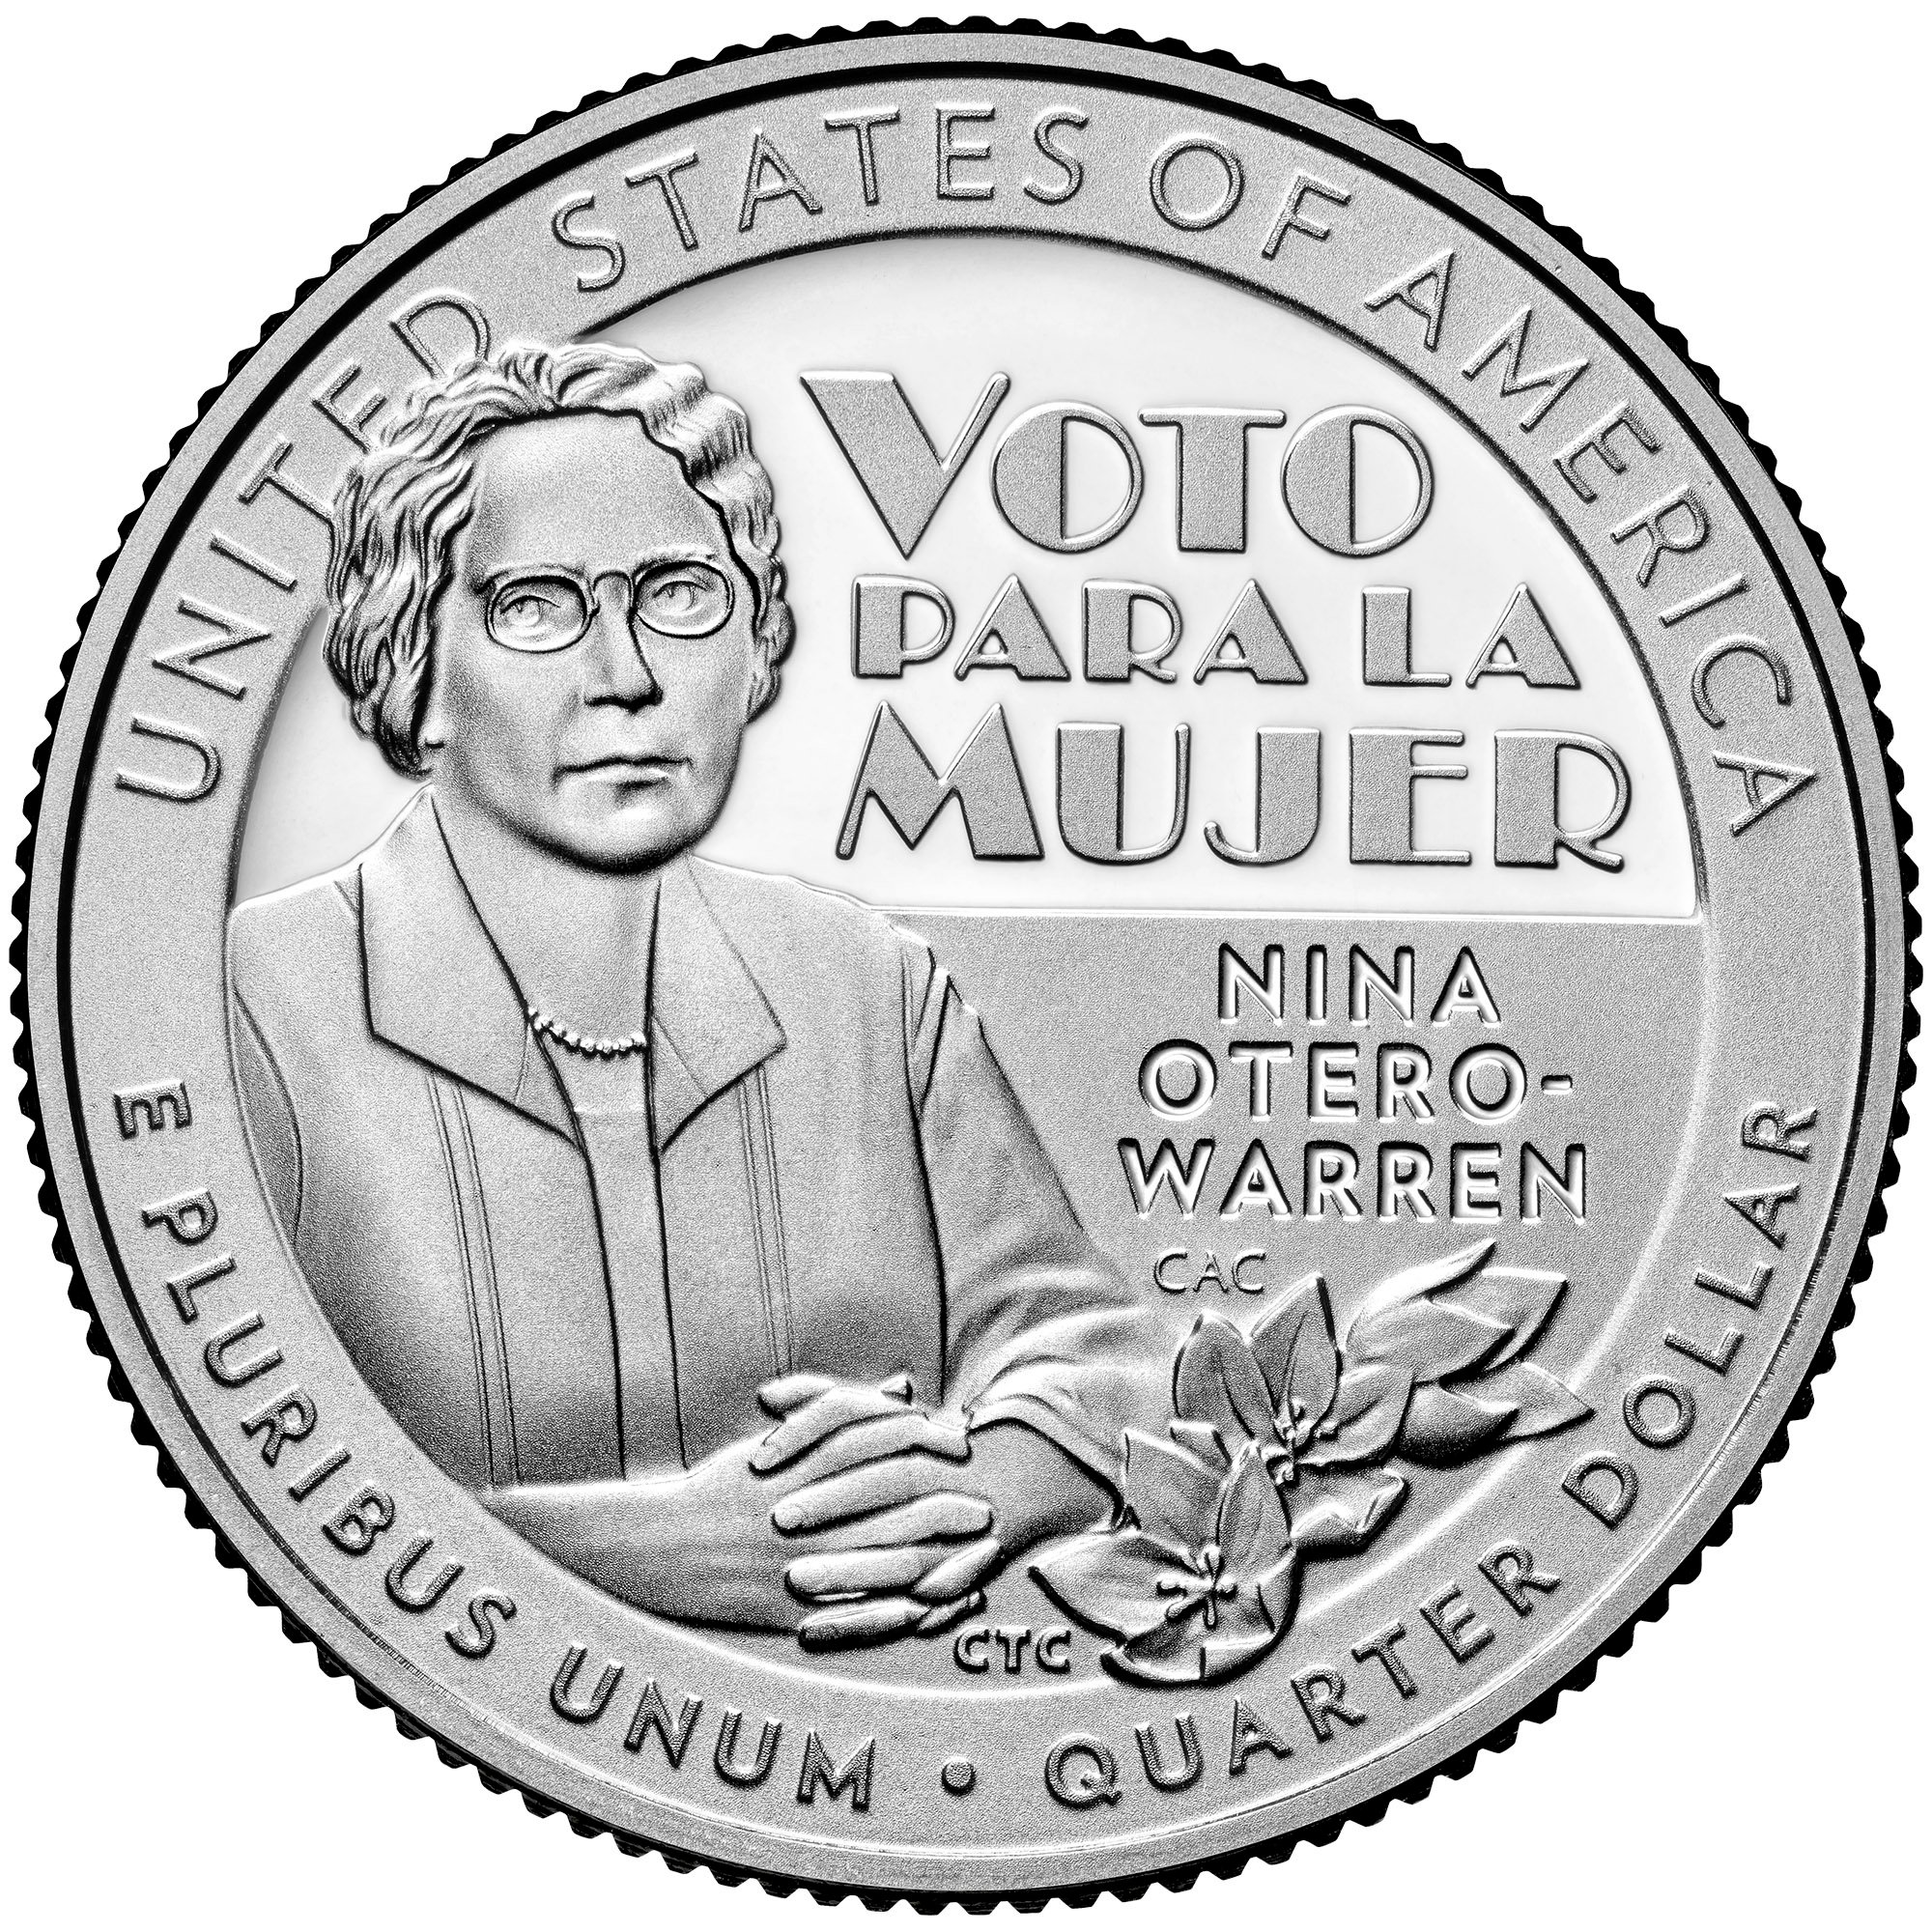 UNITED STATES OF AMERICA
VOTO
PARA LA
MUJER
NINA
OTERO-
WARREN
CAC
CTC
E PLURIBUS UNUM • QUARTER DOLLAR